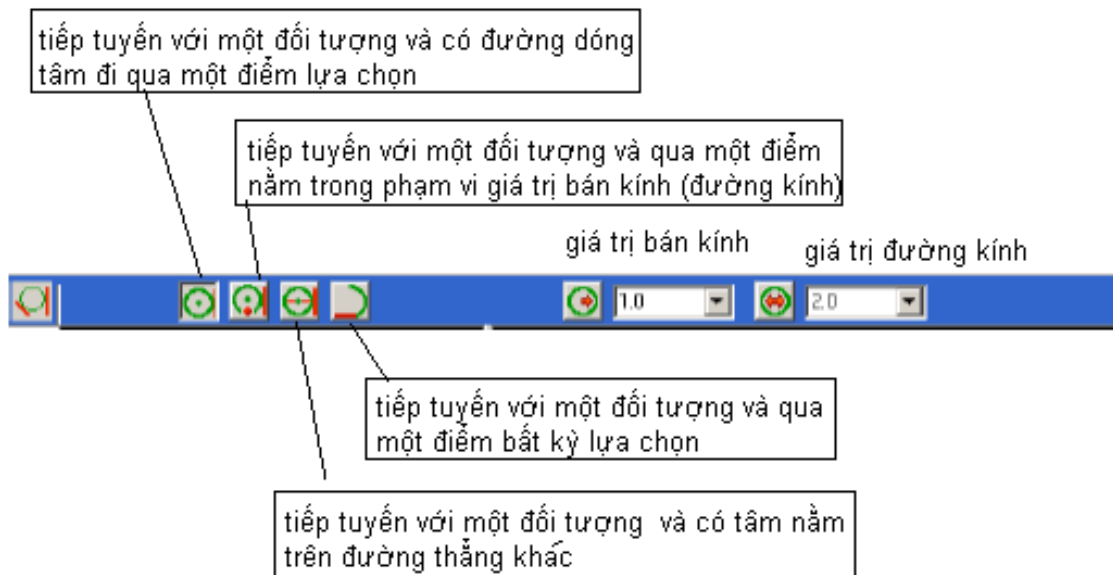 tiếp tuyến với một đối tượng và có đường dóng
tâm đi qua một điểm lựa chọn
tiếp tuyến với một đối tượng và qua một điểm
nằm trong phạm vi giá trị bán kính (đường kính)
giá trị bán kính
giá trị đường kính
1.0
2.0
tiếp tuyến với một đối tượng và qua
một điểm bất kỳ lựa chọn
tiếp tuyến với một đối tượng và có tâm nằm
trên đường thẳng khác